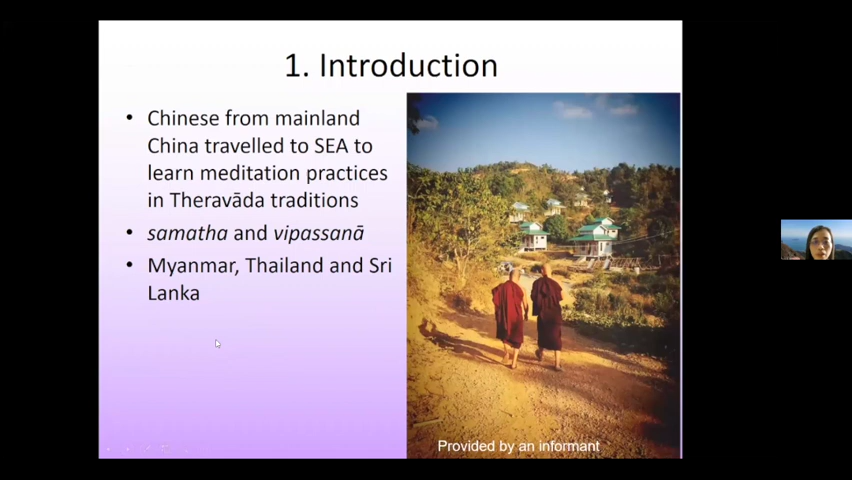 1. Introduction
• Chinese from mainland
China travelled to SEA to
learn meditation practices
in Theravāda traditions
• samatha and vipassanā
• Myanmar, Thailand and Sri
Lanka
Provided by an informant